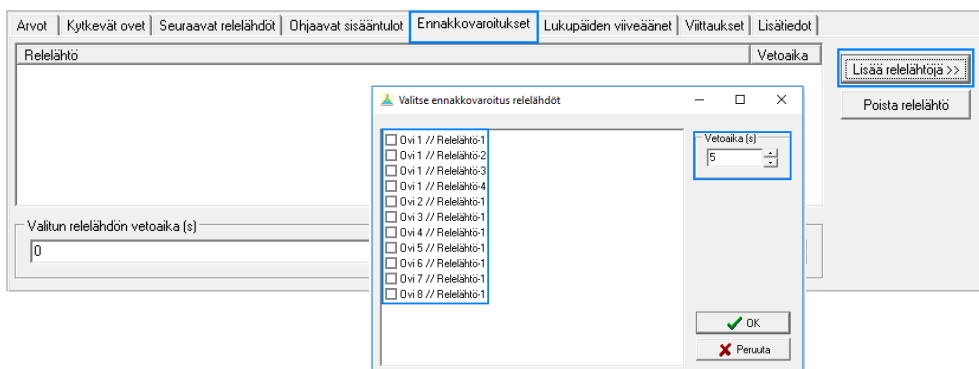 Arvot
Kytkevät ovet
Seuraavat relelähdöt
Ohjaavat sisääntulot
Ennakkovaroitukset
Lukupäiden viiveäänet
Viittaukset
Lisätiedot
Relelähtö
Vetoaika
Lisää relelähtöjä >>
Poista relelähtö
Valitse ennakkovaroitus relelähdöt
Ovi 1 // Relelähtö-1
Ovi 1 // Relelähtö-2
Ovi 1 // Relelähtö-3
Ovi 1 // Relelähtö-4
Ovi 2 // Relelähtö-1
Ovi 3 // Relelähtö-1
Ovi 4 // Relelähtö-1
Ovi 5 // Relelähtö-1
Ovi 6 // Relelähtö-1
Ovi 7 // Relelähtö-1
Ovi 8 // Relelähtö-1
Vetoaika (s)
5
Valitun relelähdön vetoaika (s)
0
OK
Peruuta